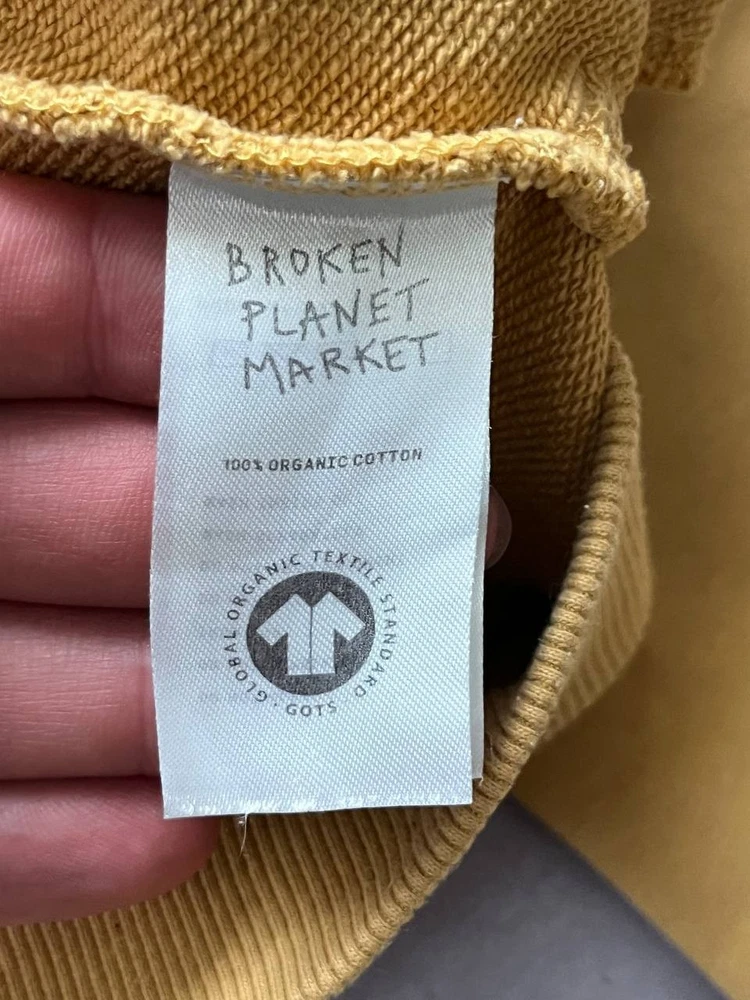 BROKEN
PLANET
MARKET
100% ORGANIC COTTON
GLOBAL ORGANIC TEXTILE STANDARD · GOTS ·